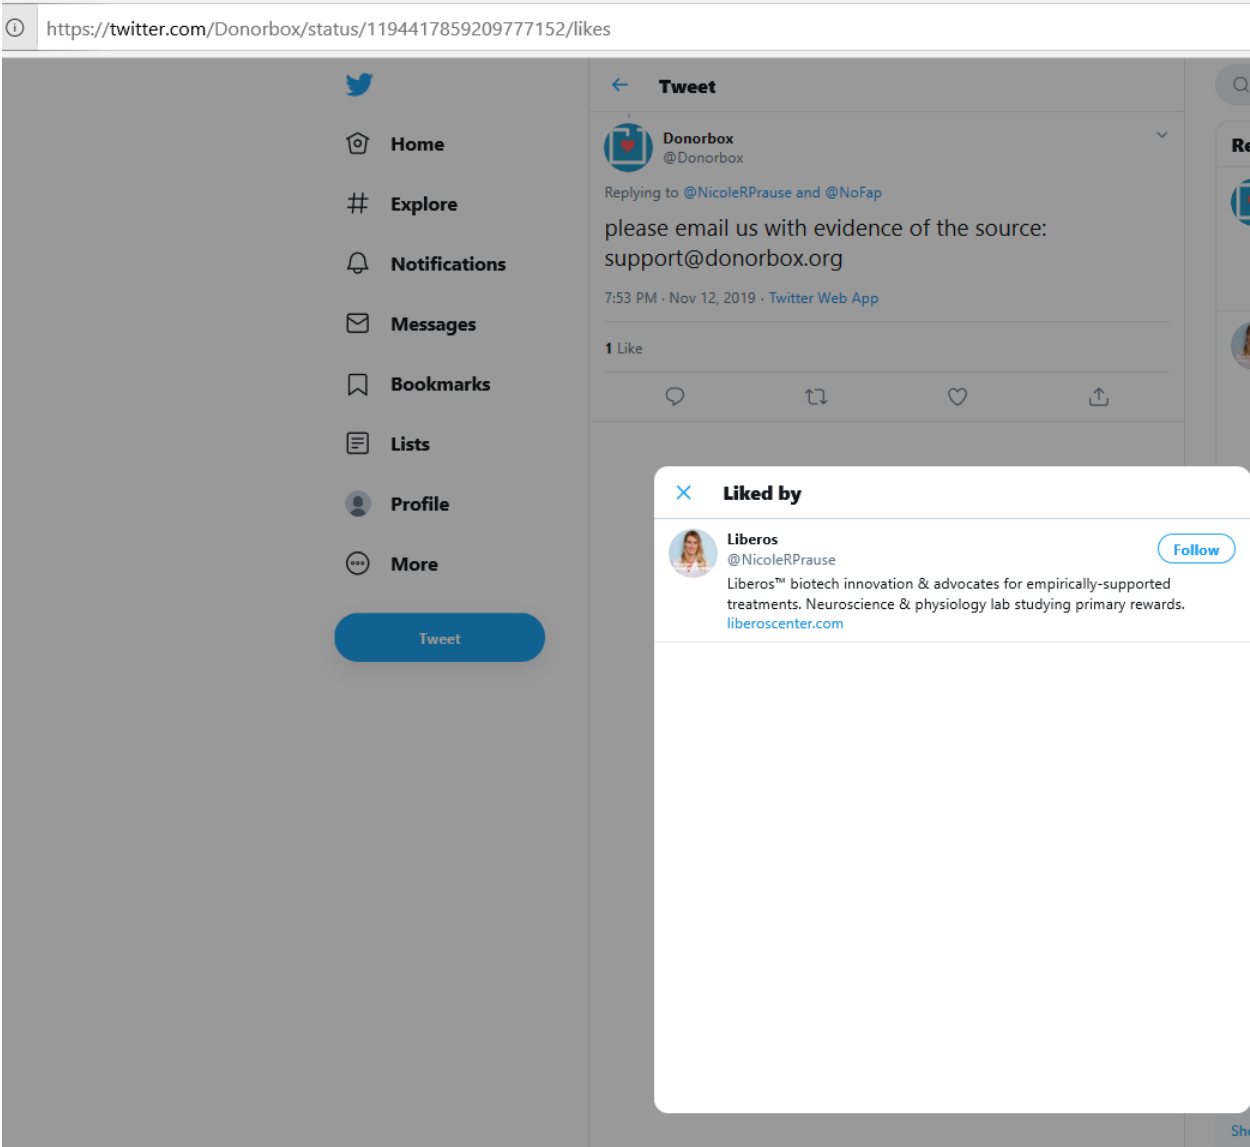 https://twitter.com/Donorbox/status/1194417859209777152/likes
Home
Explore
Notifications
Messages
Bookmarks
Lists
Profile
More
Tweet
Tweet
Donorbox
@Donorbox
Replying to @NicoleRPrause and @NoFap
please email us with evidence of the source:
support@donorbox.org
7:53 PM · Nov 12, 2019 · Twitter Web App
1 Like
Liked by
Liberos
@NicoleRPrause
Follow
Liberos™ biotech innovation & advocates for empirically-supported
treatments. Neuroscience & physiology lab studying primary rewards.
liberoscenter.com